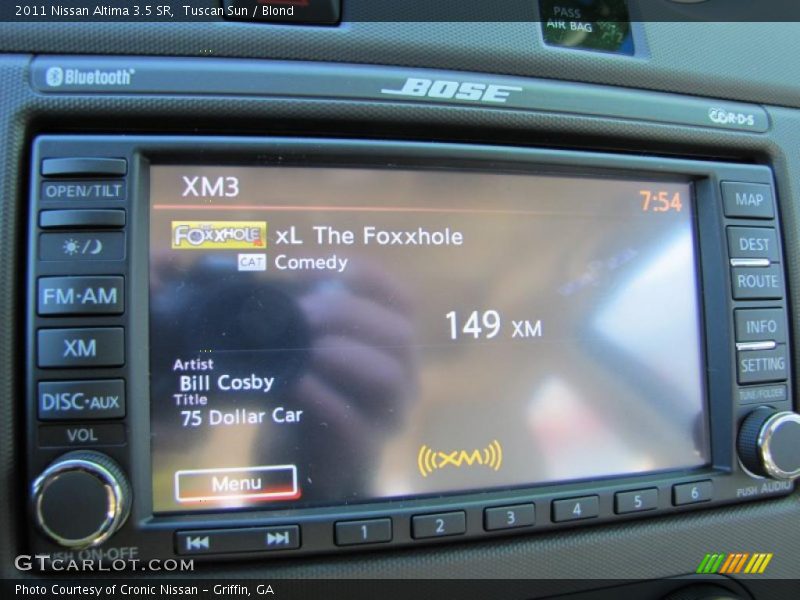 2011 Nissan Altima 3.5 SR, Tuscan Sun / Blond
PASS
AIR BAG
Bluetooth
BOSE
R·D·S
XM3
7:54
OPEN/TILT
MAP
FOXXHOLE xL The Foxxhole
CAT Comedy
DEST
ROUTE
FM·AM
149 XM
INFO
XM
SETTING
Artist
Bill Cosby
Title
75 Dollar Car
DISC·AUX
TUNE/FOLDER
VOL
XM
Menu
PUSH AUDIO
1 2 3 4 5 6
PUSH ON·OFF
GTCARLOT.COM
Photo Courtesy of Cronic Nissan – Griffin, GA